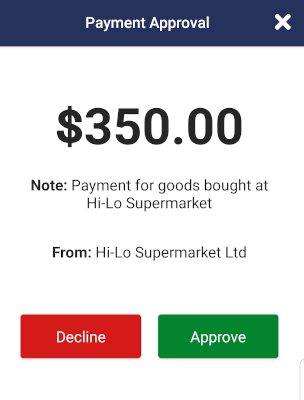 Payment Approval
$350.00
Note: Payment for goods bought at
Hi-Lo Supermarket
From: Hi-Lo Supermarket Ltd
Decline Approve